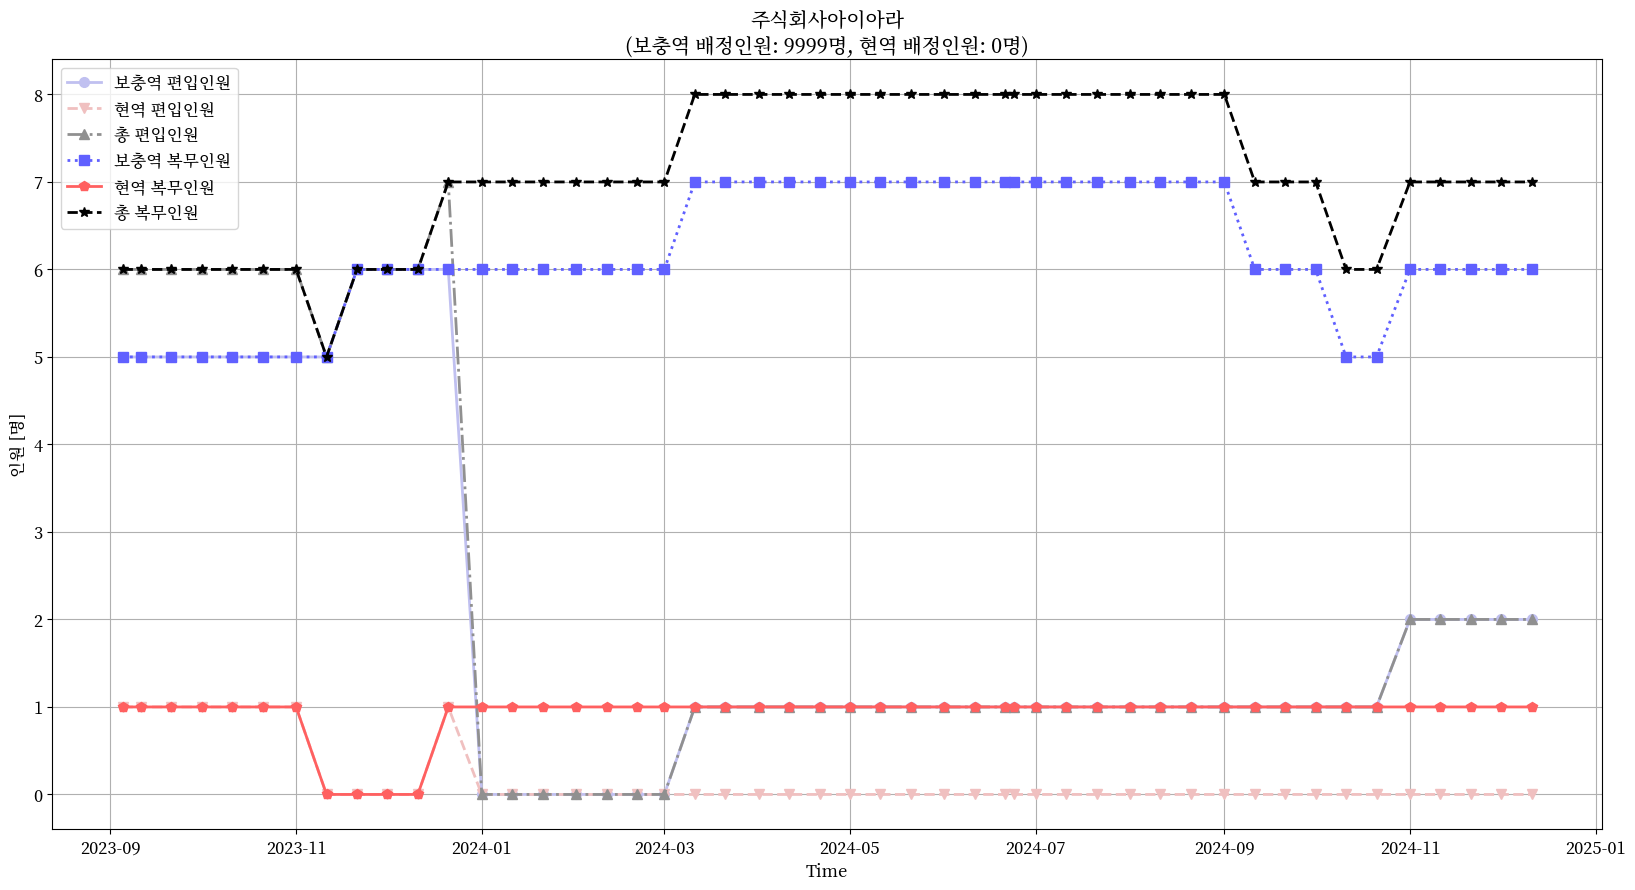 주식회사아이아라
(보충역 배정인원: 9999명, 현역 배정인원: 0명)
보충역 편입인원
현역 편입인원
총 편입인원
보충역 복무인원
현역 복무인원
총 복무인원
8
7
6
5
4
3
2
1
0
인원 [명]
2023-09 2023-11 2024-01 2024-03 2024-05 2024-07 2024-09 2024-11 2025-01
Time